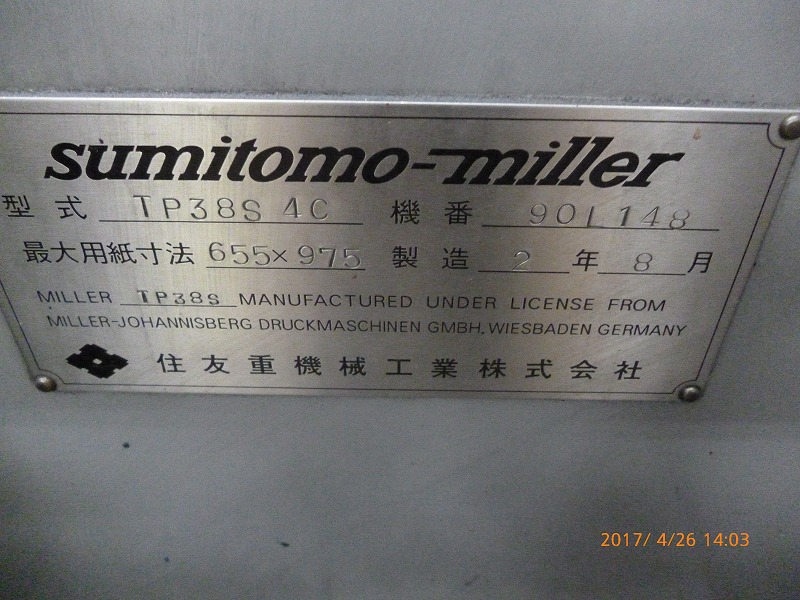 sumitomo-miller
型式 TP38S 4C 機番 90L148
最大用紙寸法 655×975 製造 2 年 8 月
MILLER TP38S MANUFACTURED UNDER LICENSE FROM
MILLER-JOHANNISBERG DRUCKMASCHINEN GMBH. WIESBADEN GERMANY
住友重機械工業株式会社
2017/ 4/26 14:03